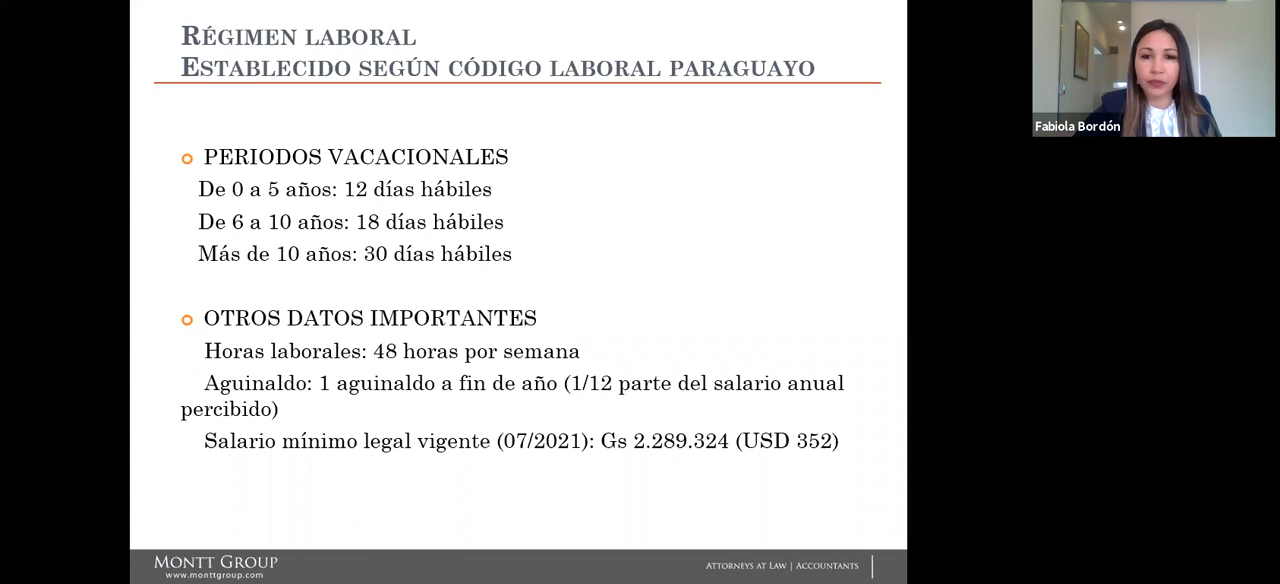 RÉGIMEN LABORAL
ESTABLECIDO SEGÚN CÓDIGO LABORAL PARAGUAYO
PERIODOS VACACIONALES
De 0 a 5 años: 12 días hábiles
De 6 a 10 años: 18 días hábiles
Más de 10 años: 30 días hábiles
OTROS DATOS IMPORTANTES
Horas laborales: 48 horas por semana
Aguinaldo: 1 aguinaldo a fin de año (1/12 parte del salario anual
percibido)
Salario mínimo legal vigente (07/2021): Gs 2.289.324 (USD 352)
MONTT GROUP
www.monttgroup.com
ATTORNEYS AT LAW | ACCOUNTANTS
Fabiola Bordón